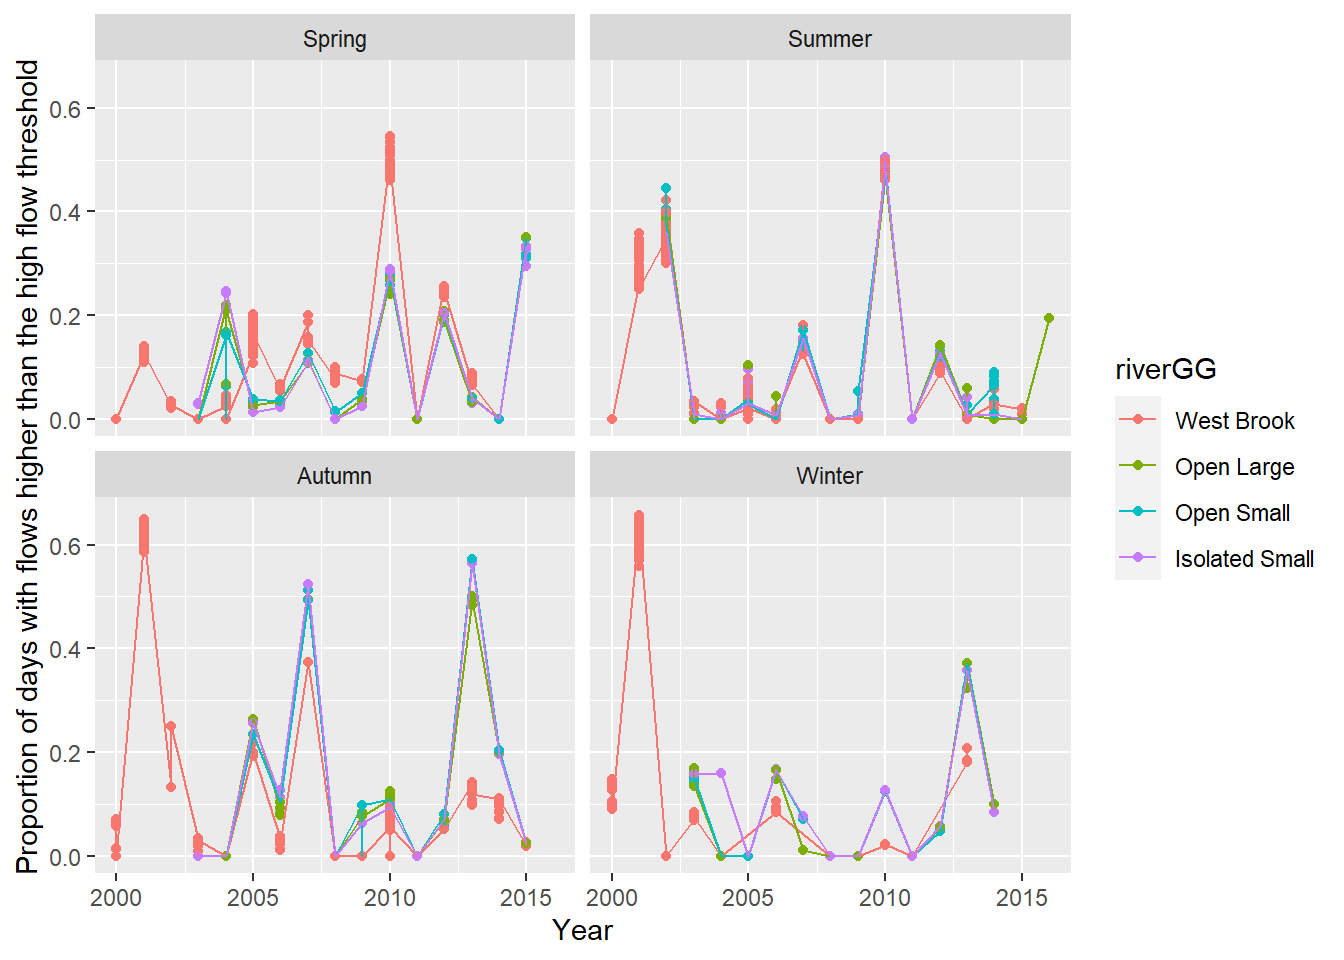 Spring
Summer
0.6
0.4
0.2
0.0
Autumn
Winter
0.6
0.4
0.2
0.0
2000
2005
2010
2015
2000
2005
2010
2015
Year
Proportion of days with flows higher than the high flow threshold
riverGG
West Brook
Open Large
Open Small
Isolated Small